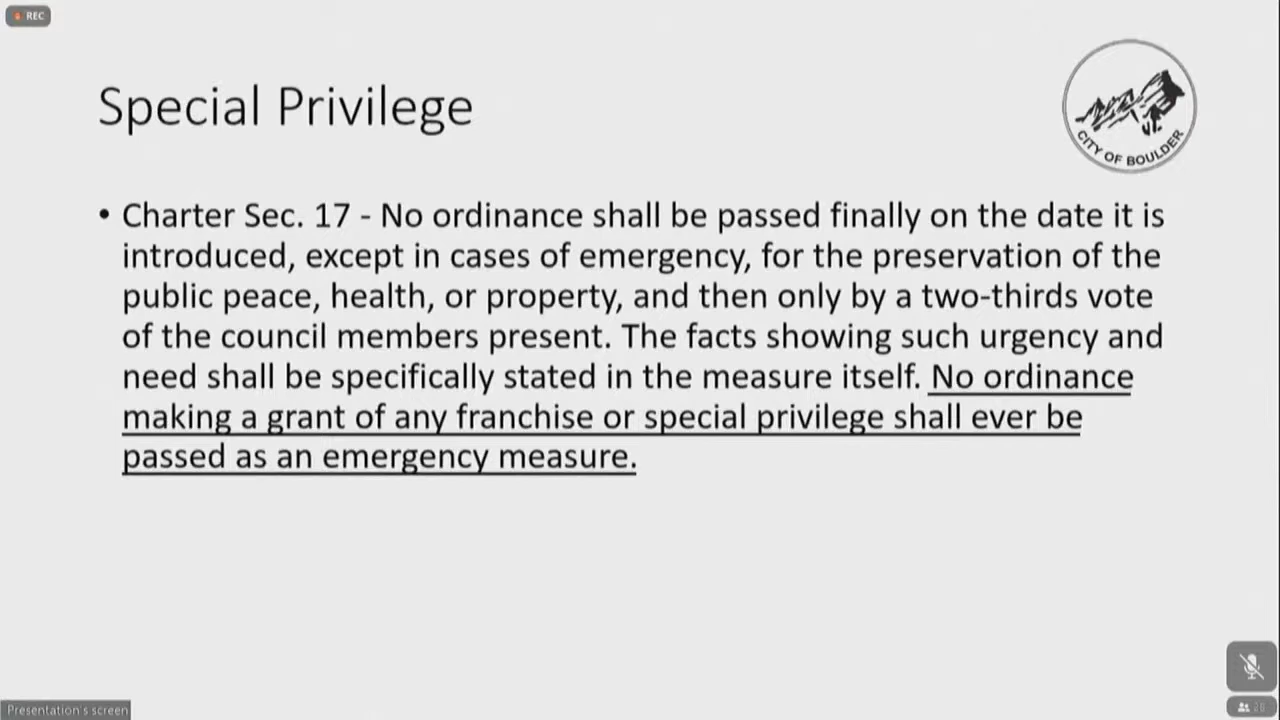 REC
Special Privilege
CITY OF BOULDER
• Charter Sec. 17 - No ordinance shall be passed finally on the date it is
introduced, except in cases of emergency, for the preservation of the
public peace, health, or property, and then only by a two-thirds vote
of the council members present. The facts showing such urgency and
need shall be specifically stated in the measure itself. No ordinance
making a grant of any franchise or special privilege shall ever be
passed as an emergency measure.
Presentation's screen